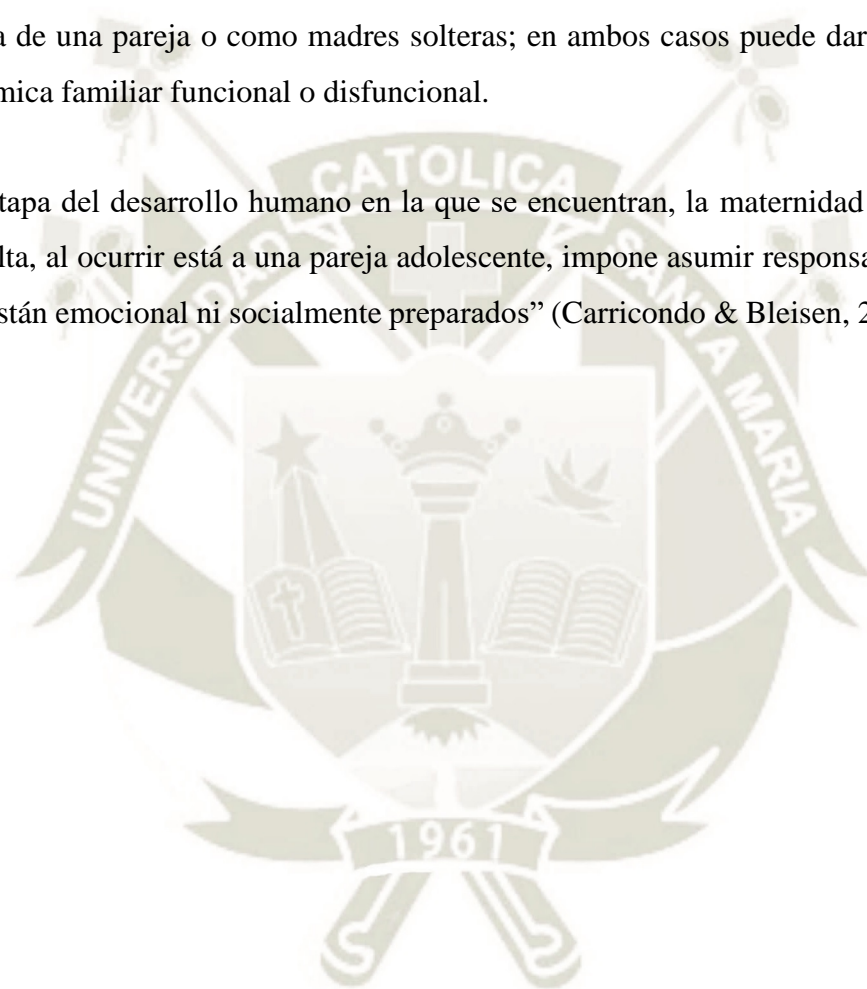 a de una pareja o como madres solteras; en ambos casos puede dar
mica familiar funcional o disfuncional.
tapa del desarrollo humano en la que se encuentran, la maternidad
lta, al ocurrir está a una pareja adolescente, impone asumir responsa
stán emocional ni socialmente preparados” (Carricondo & Bleisen, 2
UNIVERSIDAD CATOLICA SANTA MARIA
1961